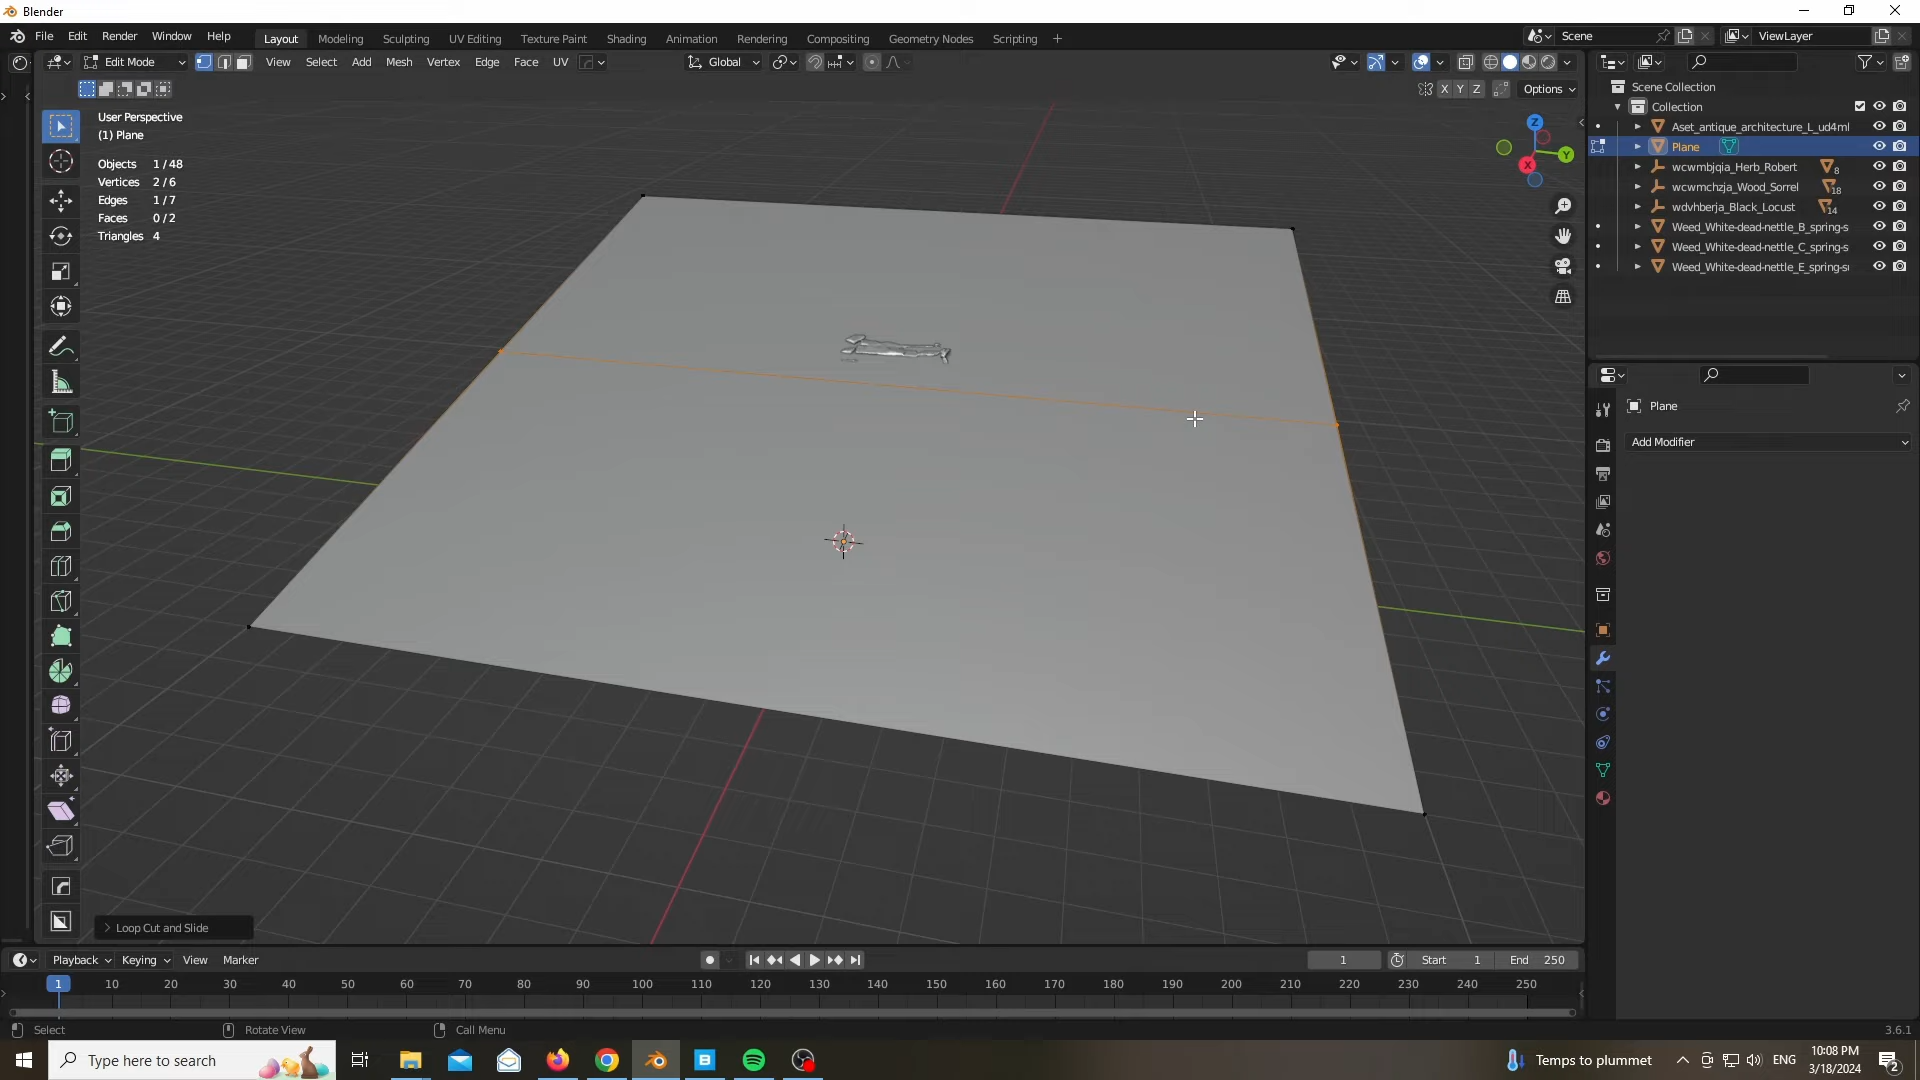 Blender
File Edit Render Window Help
Layout Modeling Sculpting UV Editing Texture Paint Shading Animation Rendering Compositing Geometry Nodes Scripting +
Scene
ViewLayer
Edit Mode
View Select Add Mesh Vertex Edge Face UV
Global
X Y Z
Options
User Perspective
(1) Plane
Objects 1/48
Vertices 2/6
Edges 1/7
Faces 0/2
Triangles 4
Z
Y
X
Scene Collection
Collection
Aset_antique_architecture_L_ud4ml
Plane
wcwmbjqia_Herb_Robert 8
wcwmchzja_Wood_Sorrel 18
wdvhberja_Black_Locust 14
Weed_White-dead-nettle_B_spring-s
Weed_White-dead-nettle_C_spring-s
Weed_White-dead-nettle_E_spring-s
Plane
Add Modifier
Loop Cut and Slide
Playback Keying View Marker
1
Start 1
End 250
1 10 20 30 40 50 60 70 80 90 100 110 120 130 140 150 160 170 180 190 200 210 220 230 240 250
Select Rotate View Call Menu
3.6.1
Type here to search
Temps to plummet
ENG
10:08 PM
3/18/2024
2